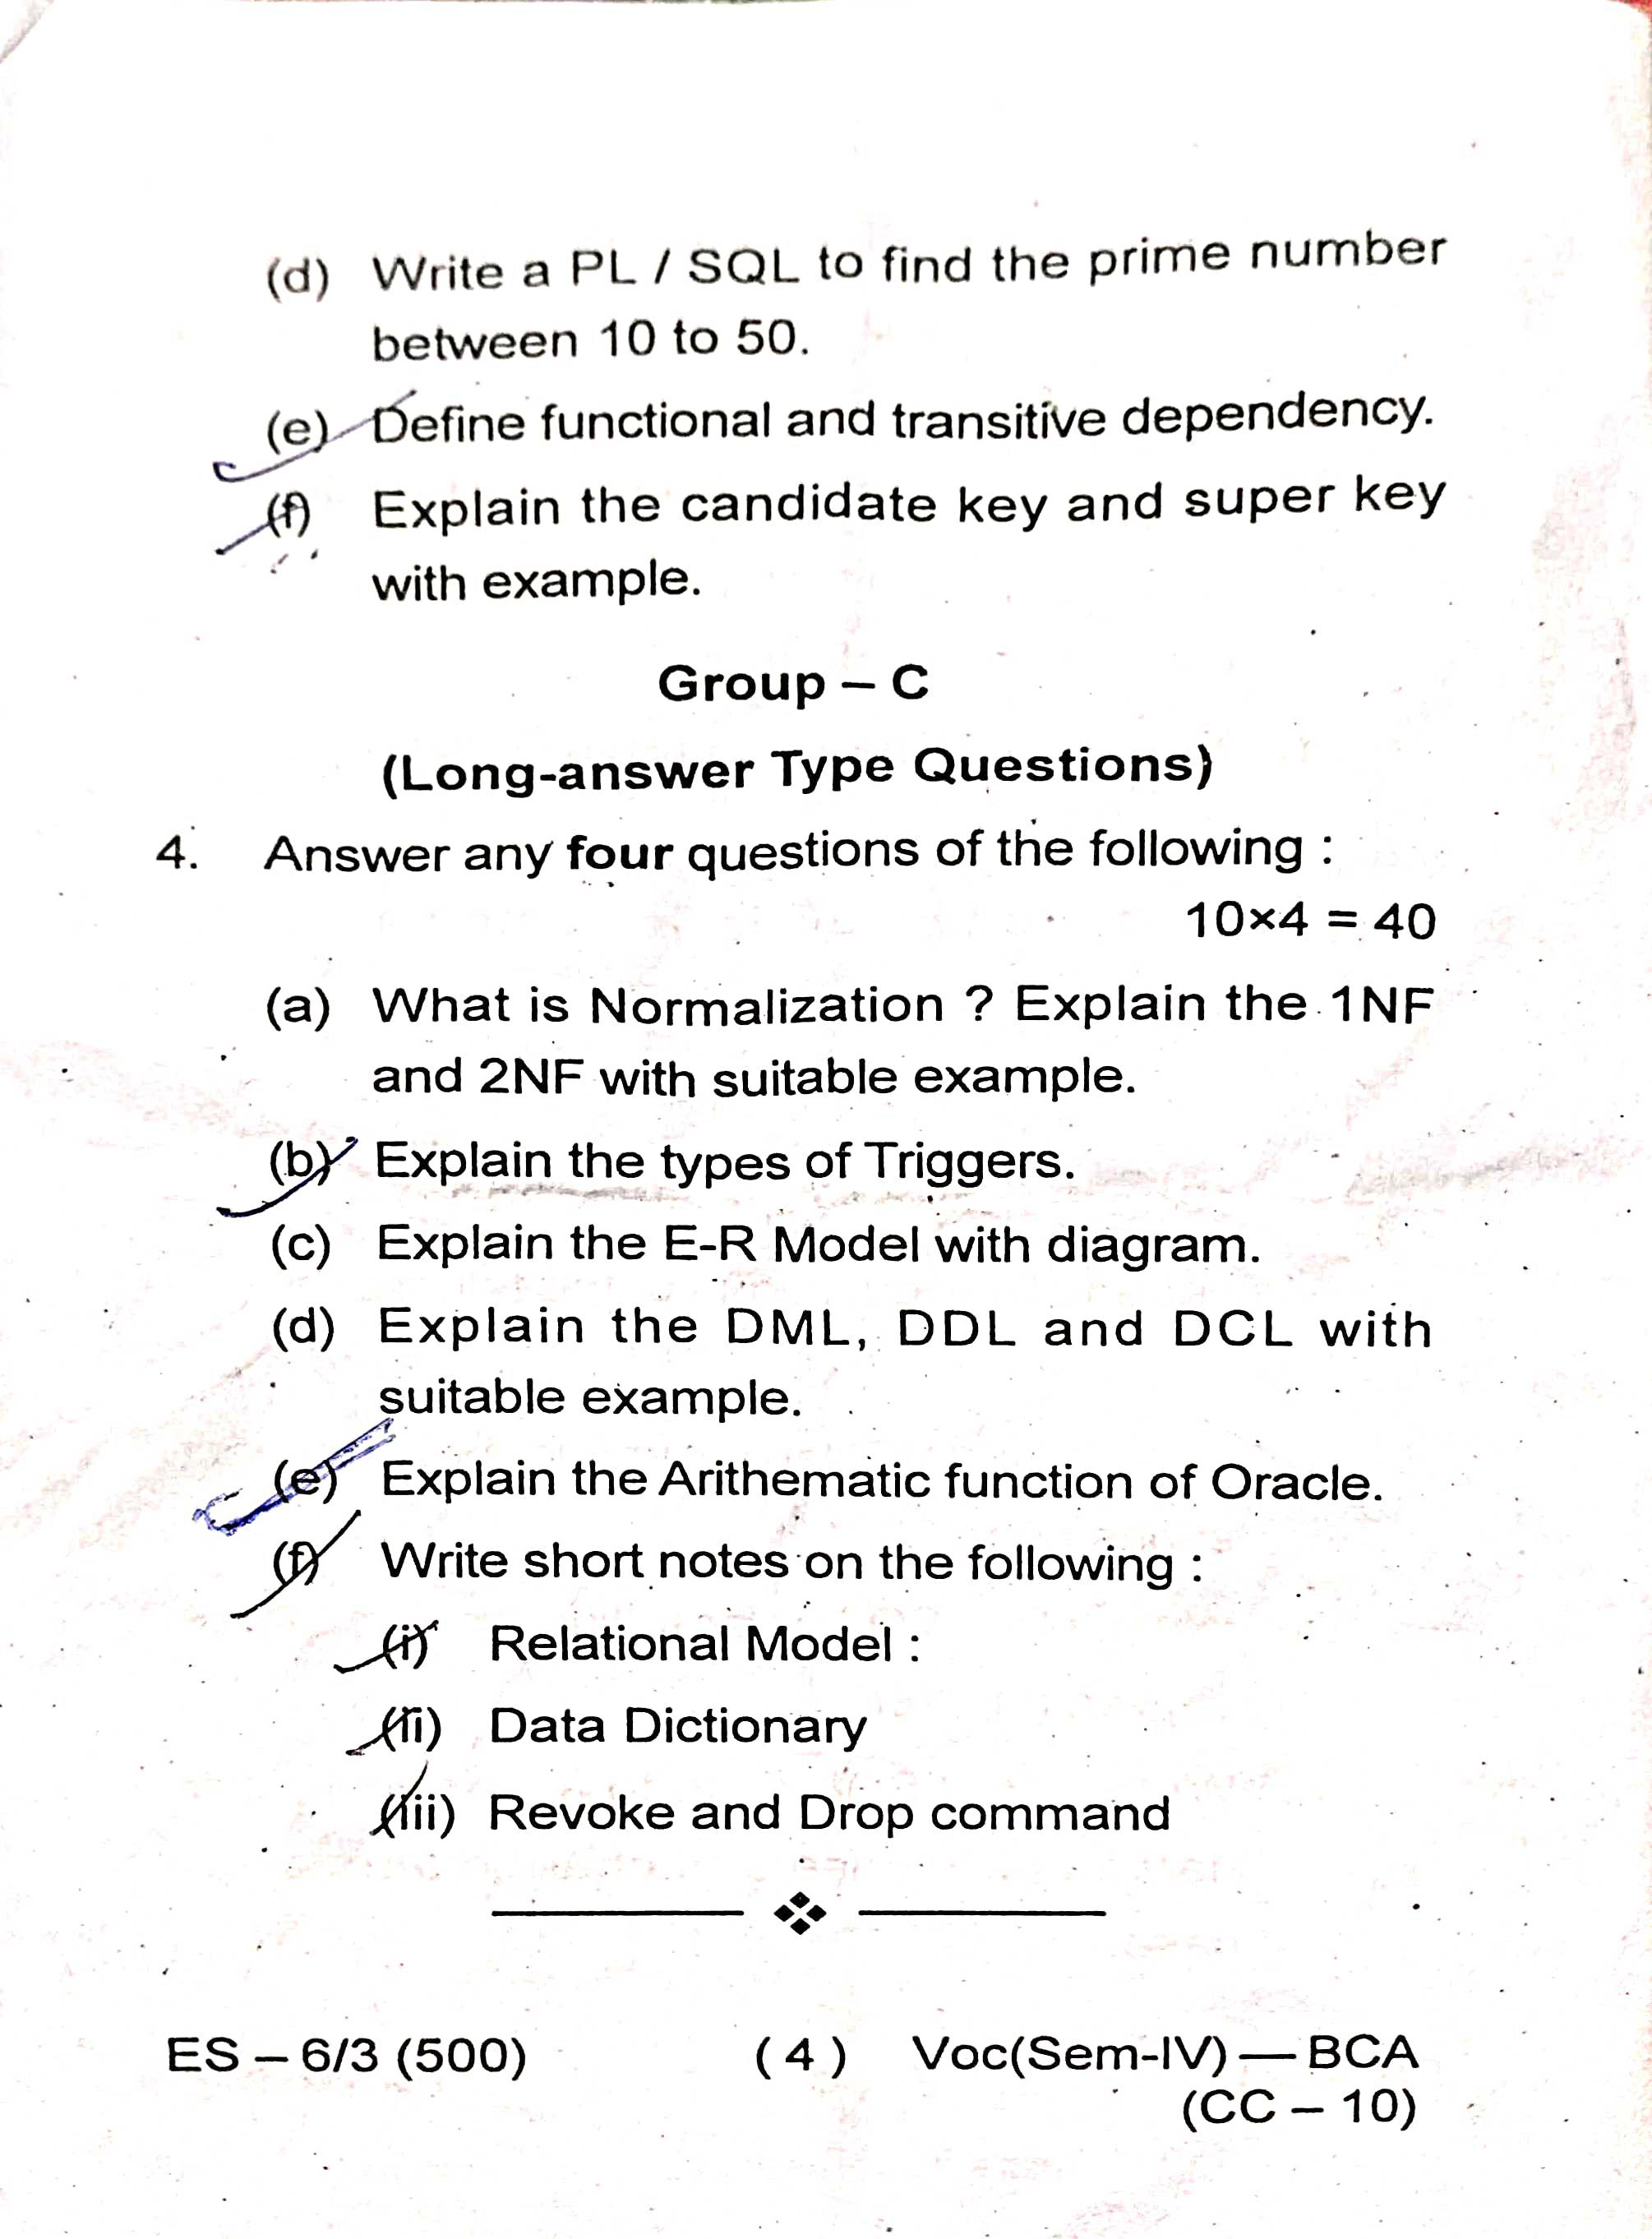 (d) Write a PL / SQL to find the prime number
between 10 to 50.
(e) Define functional and transitive dependency.
(f) Explain the candidate key and super key
with example.
Group – C
(Long-answer Type Questions)
4. Answer any four questions of the following :
10×4 = 40
(a) What is Normalization ? Explain the 1NF
and 2NF with suitable example.
(b) Explain the types of Triggers.
(c) Explain the E-R Model with diagram.
(d) Explain the DML, DDL and DCL with
suitable example.
(e) Explain the Arithematic function of Oracle.
(f) Write short notes on the following :
(i) Relational Model :
(ii) Data Dictionary
(iii) Revoke and Drop command
ES – 6/3 (500) ( 4 ) Voc(Sem-IV) — BCA
(CC – 10)